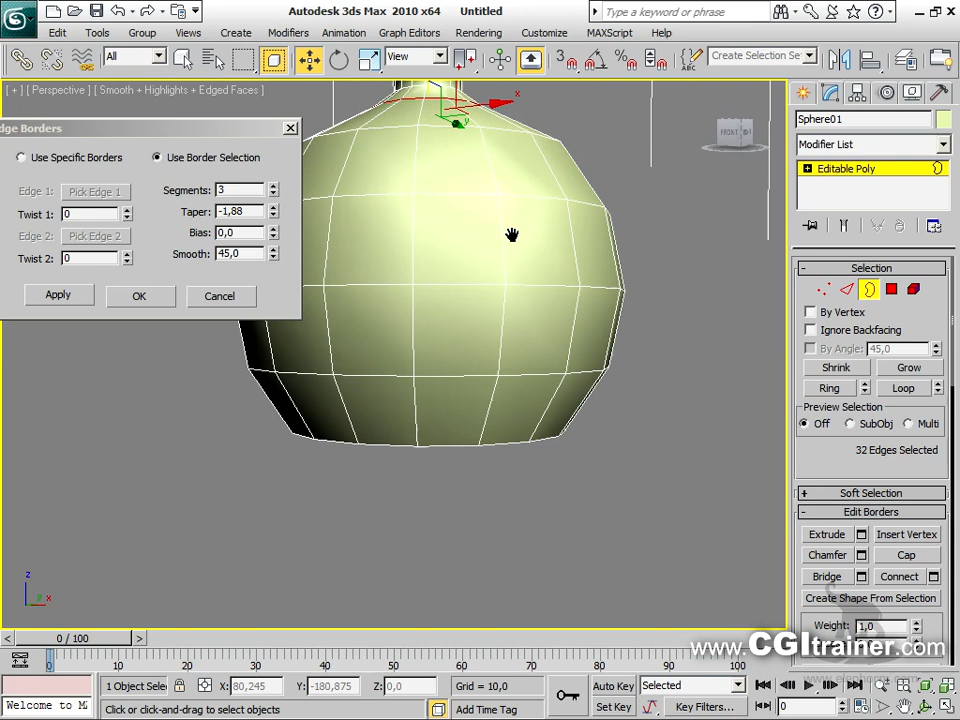 Autodesk 3ds Max 2010 x64 Untitled
Type a keyword or phrase
Edit Tools Group Views Create Modifiers Animation Graph Editors Rendering Customize MAXScript Help
All
View
Create Selection Se
[ + ] [ Perspective ] [ Smooth + Highlights + Edged Faces ]
dge Borders
Use Specific Borders Use Border Selection
Edge 1: Pick Edge 1
Twist 1: 0
Edge 2: Pick Edge 2
Twist 2: 0
Segments: 3
Taper: -1,88
Bias: 0,0
Smooth: 45,0
Apply OK Cancel
x
y
FRONT
z
x
Sphere01
Modifier List
Editable Poly
Selection
By Vertex
Ignore Backfacing
By Angle: 45,0
Shrink Grow
Ring Loop
Preview Selection
Off SubObj Multi
32 Edges Selected
Soft Selection
Edit Borders
Extrude Insert Vertex
Chamfer Cap
Bridge Connect
Create Shape From Selection
Weight: 1,0
www.CGItrainer.com
0 / 100
0 10 20 30 40 50 60 70 80 90 100
1 Object Selec X: 80,245 Y: -180,875 Z: 0,0 Grid = 10,0 Auto Key Selected
Welcome to M Click or click-and-drag to select objects Add Time Tag Set Key Key Filters... 0